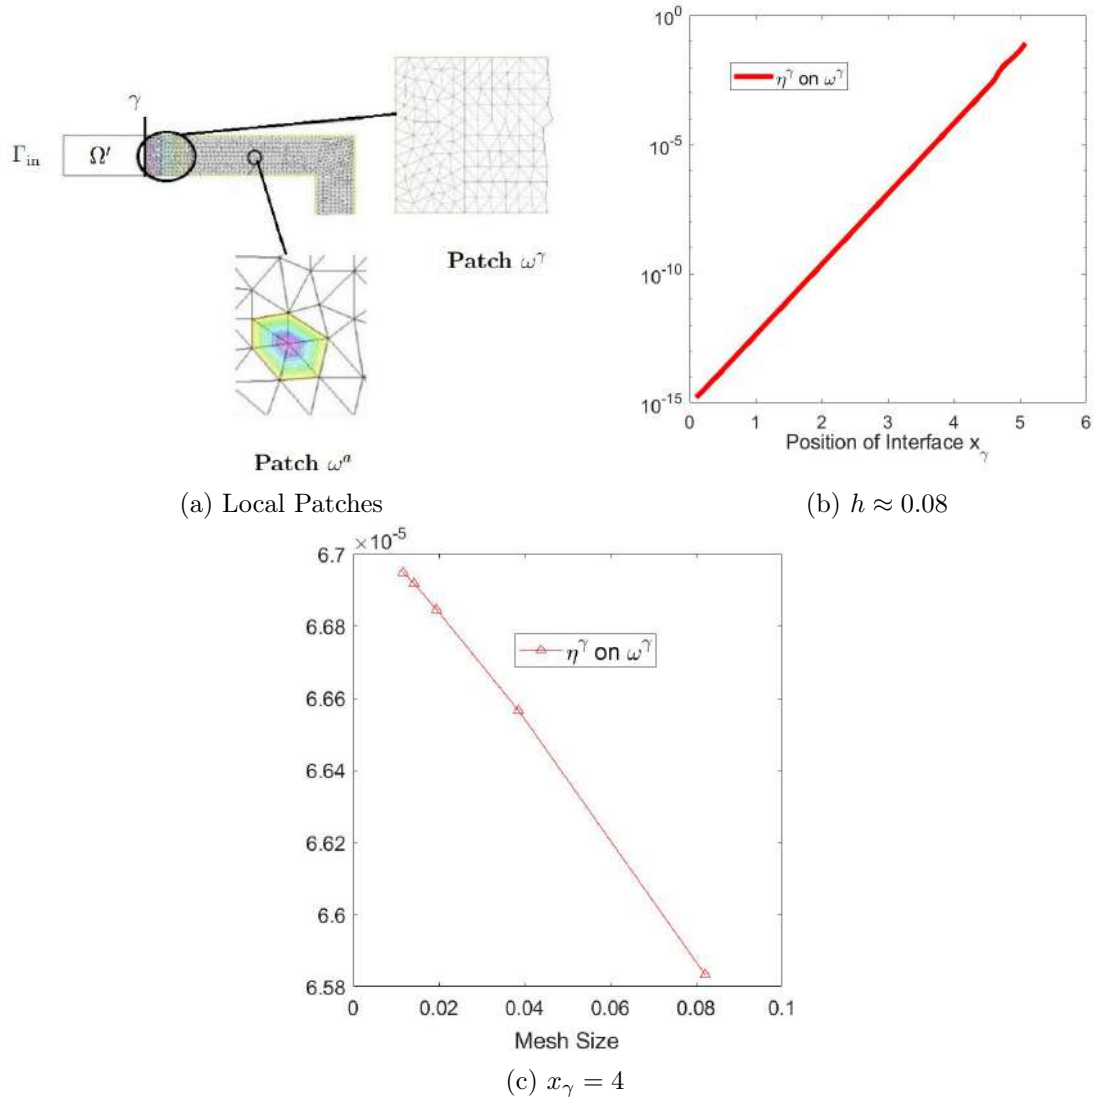 γ
Γ_in
Ω′
Patch ω^γ
Patch ω^a
(a) Local Patches
10^0
10^-5
10^-10
10^-15
η^γ on ω^γ
0 1 2 3 4 5 6
Position of Interface x_γ
(b) h ≈ 0.08
×10^-5
6.7
6.68
6.66
6.64
6.62
6.6
6.58
η^γ on ω^γ
0 0.02 0.04 0.06 0.08 0.1
Mesh Size
(c) x_γ = 4